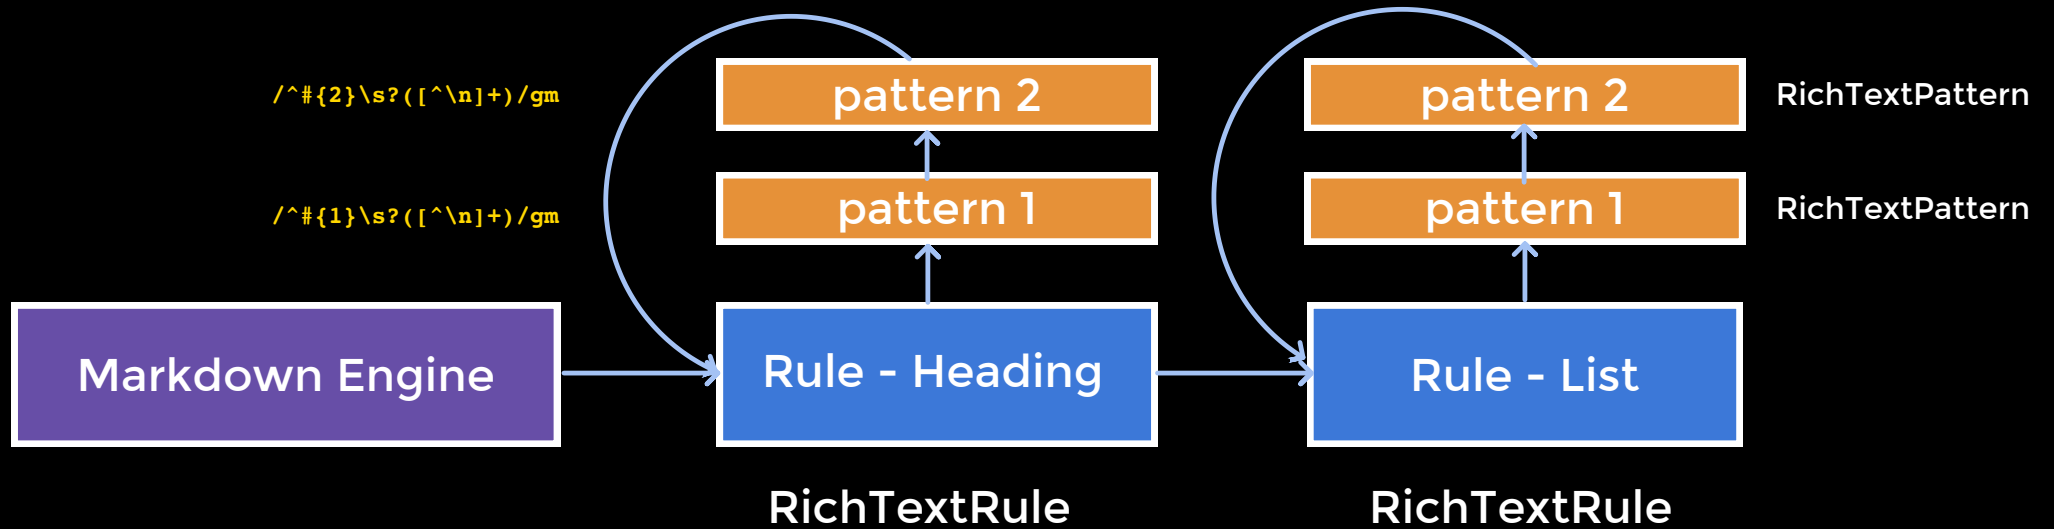 /^#{2}\s?([^\n]+)/gm
pattern 2
pattern 2
RichTextPattern
/^#{1}\s?([^\n]+)/gm
pattern 1
pattern 1
RichTextPattern
Markdown Engine
Rule - Heading
Rule - List
RichTextRule
RichTextRule